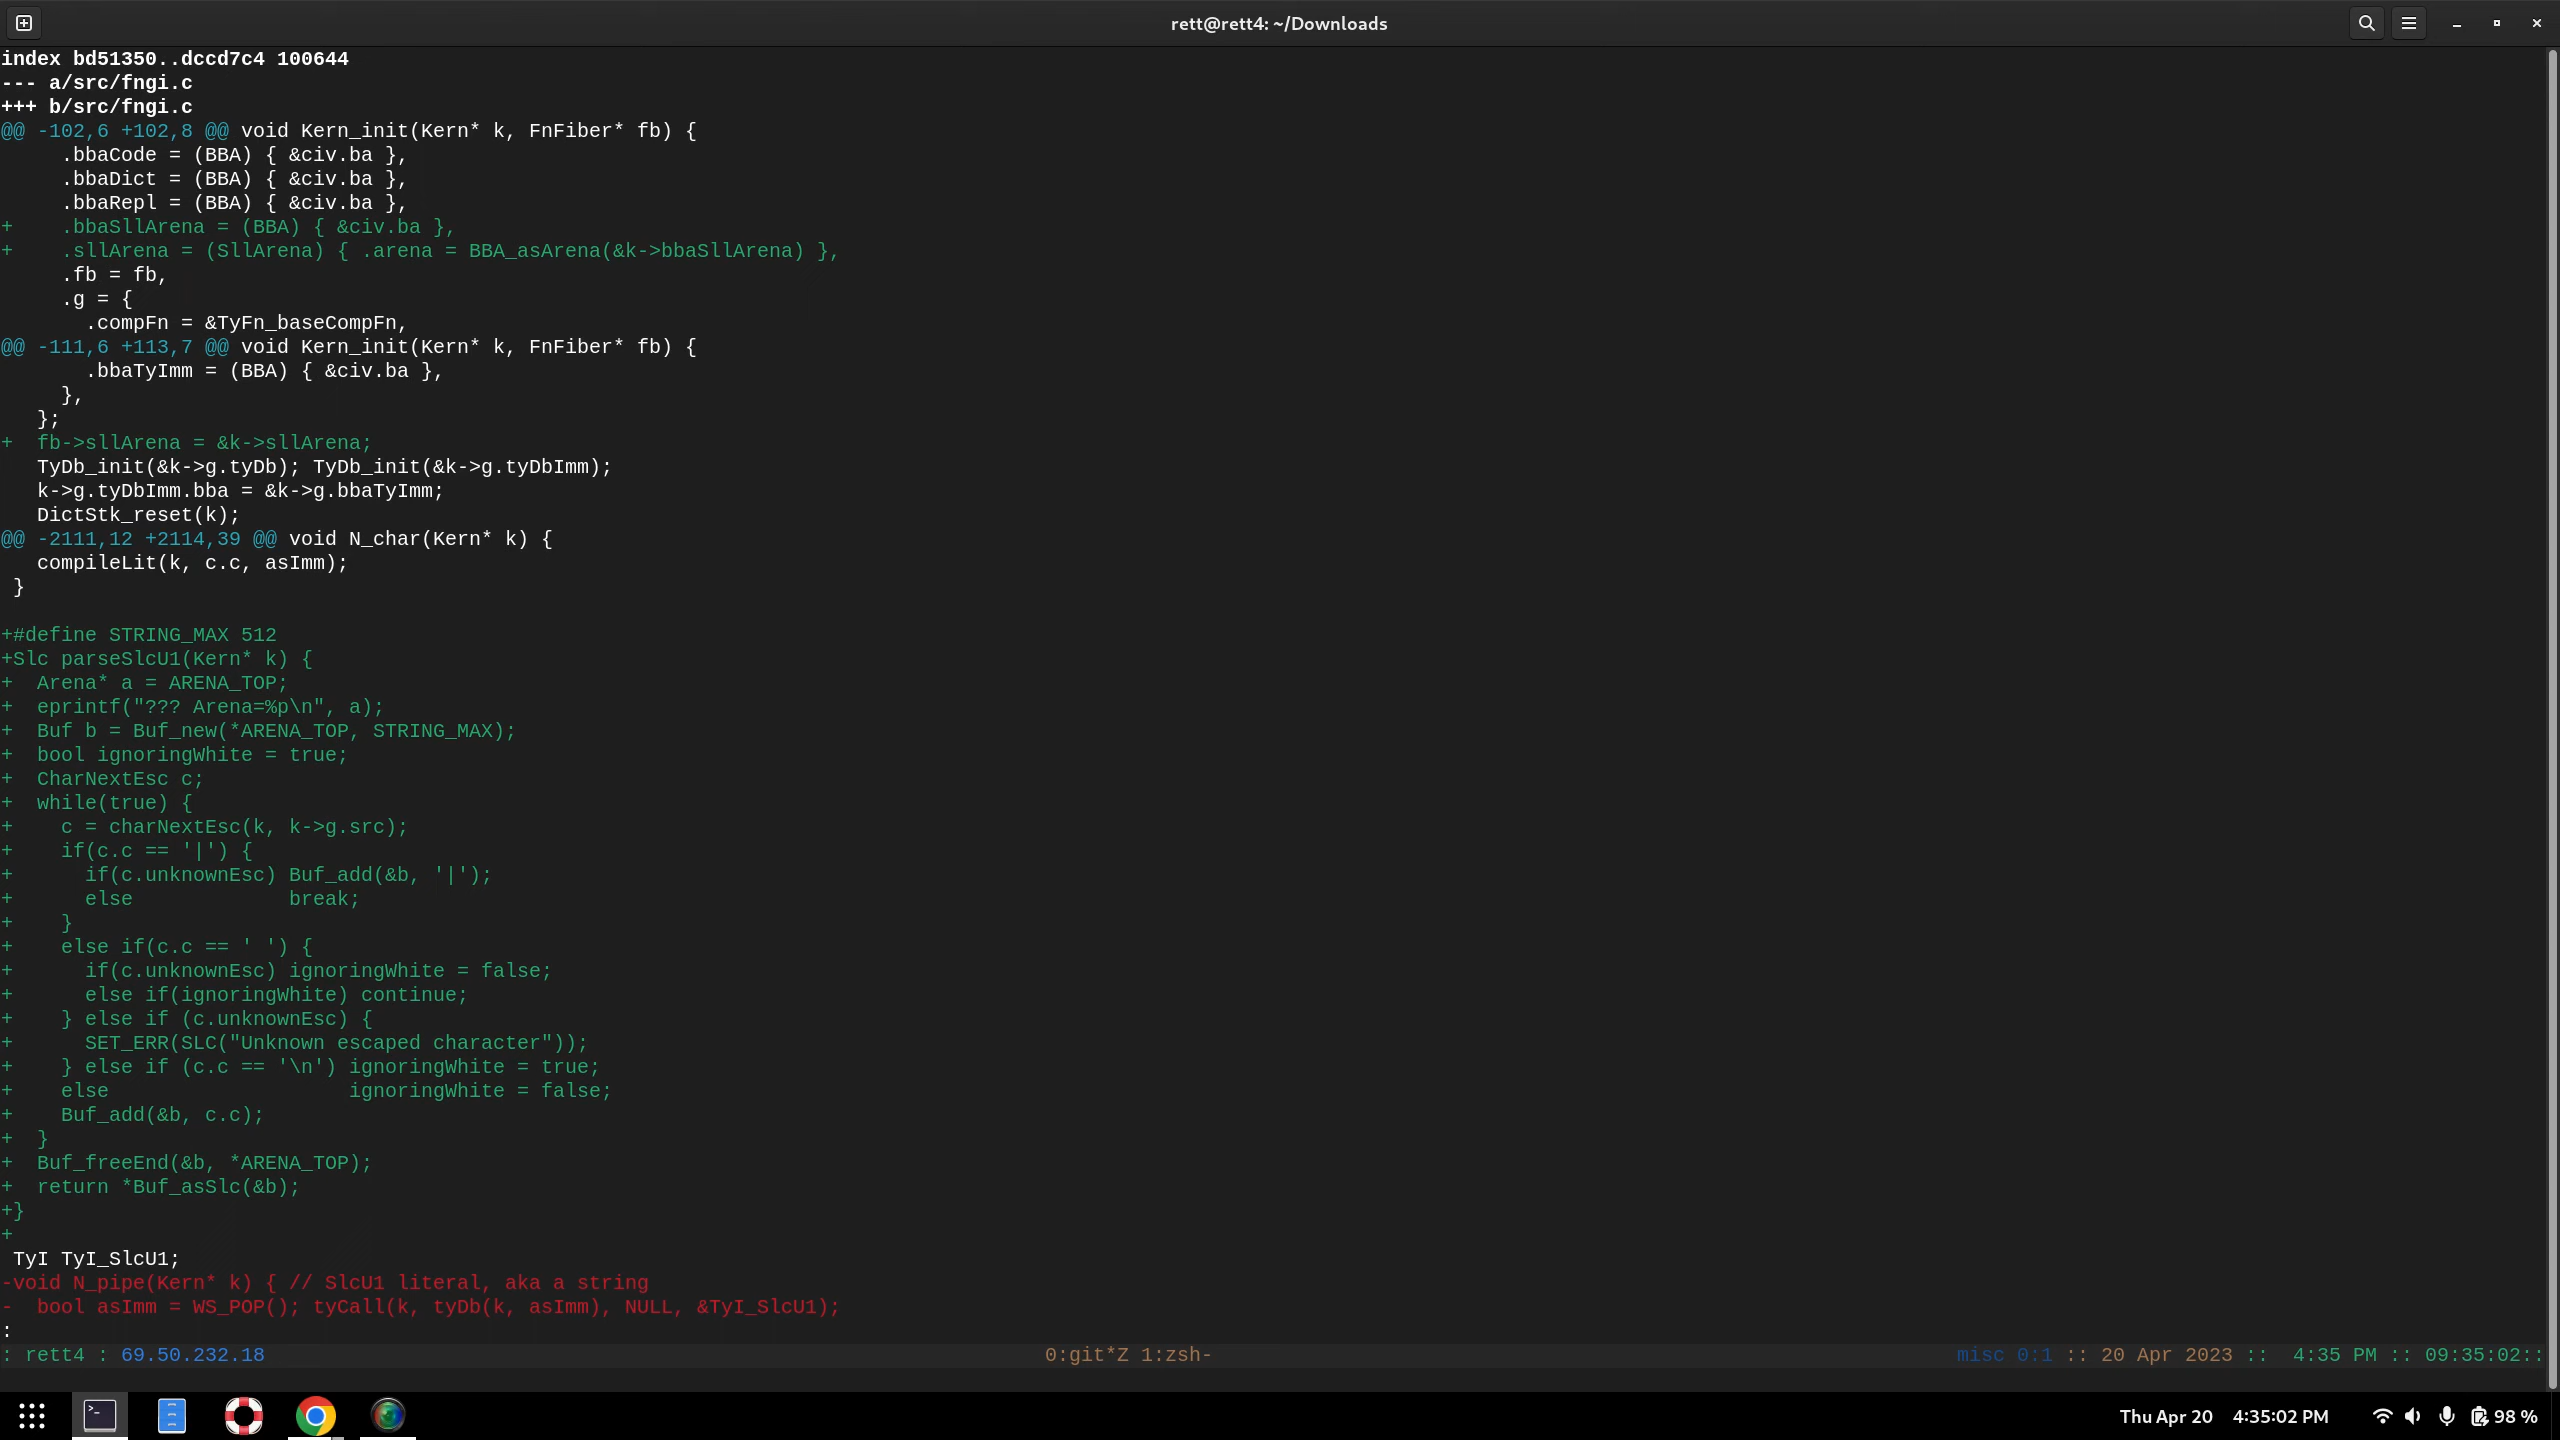 rett@rett4: ~/Downloads
index bd51350..dccd7c4 100644
--- a/src/fngi.c
+++ b/src/fngi.c
@@ -102,6 +102,8 @@ void Kern_init(Kern* k, FnFiber* fb) {
     .bbaCode = (BBA) { &civ.ba },
     .bbaDict = (BBA) { &civ.ba },
     .bbaRepl = (BBA) { &civ.ba },
+    .bbaSllArena = (BBA) { &civ.ba },
+    .sllArena = (SllArena) { .arena = BBA_asArena(&k->bbaSllArena) },
     .fb = fb,
     .g = {
       .compFn = &TyFn_baseCompFn,
@@ -111,6 +113,7 @@ void Kern_init(Kern* k, FnFiber* fb) {
       .bbaTyImm = (BBA) { &civ.ba },
     },
   };
+  fb->sllArena = &k->sllArena;
   TyDb_init(&k->g.tyDb); TyDb_init(&k->g.tyDbImm);
   k->g.tyDbImm.bba = &k->g.bbaTyImm;
   DictStk_reset(k);
@@ -2111,12 +2114,39 @@ void N_char(Kern* k) {
   compileLit(k, c.c, asImm);
 }
+#define STRING_MAX 512
+Slc parseSlcU1(Kern* k) {
+  Arena* a = ARENA_TOP;
+  eprintf("??? Arena=%p\n", a);
+  Buf b = Buf_new(*ARENA_TOP, STRING_MAX);
+  bool ignoringWhite = true;
+  CharNextEsc c;
+  while(true) {
+    c = charNextEsc(k, k->g.src);
+    if(c.c == '|') {
+      if(c.unknownEsc) Buf_add(&b, '|');
+      else             break;
+    }
+    else if(c.c == ' ') {
+      if(c.unknownEsc) ignoringWhite = false;
+      else if(ignoringWhite) continue;
+    } else if (c.unknownEsc) {
+      SET_ERR(SLC("Unknown escaped character"));
+    } else if (c.c == '\n') ignoringWhite = true;
+    else                    ignoringWhite = false;
+    Buf_add(&b, c.c);
+  }
+  Buf_freeEnd(&b, *ARENA_TOP);
+  return *Buf_asSlc(&b);
+}
+
 TyI TyI_SlcU1;
-void N_pipe(Kern* k) { // SlcU1 literal, aka a string
-  bool asImm = WS_POP(); tyCall(k, tyDb(k, asImm), NULL, &TyI_SlcU1);
:
: rett4 : 69.50.232.18 0:git*Z 1:zsh- misc 0:1 :: 20 Apr 2023 ::  4:35 PM :: 09:35:02::
Thu Apr 20 4:35:02 PM 98 %